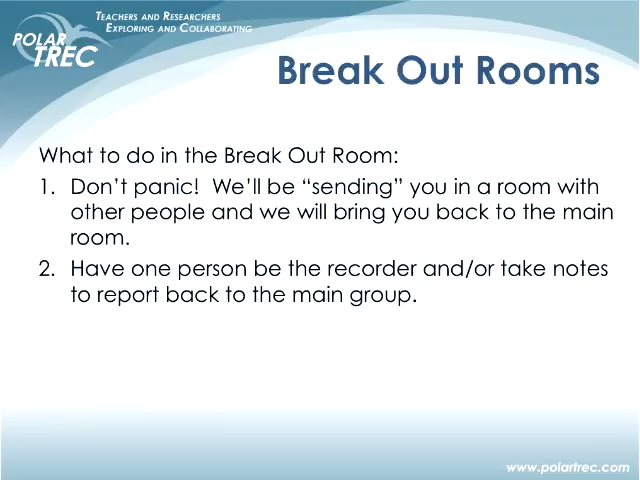 TEACHERS AND RESEARCHERS
EXPLORING AND COLLABORATING
POLAR
TREC
Break Out Rooms
What to do in the Break Out Room:
1. Don’t panic!  We’ll be “sending” you in a room with
other people and we will bring you back to the main
room.
2. Have one person be the recorder and/or take notes
to report back to the main group.
www.polartrec.com